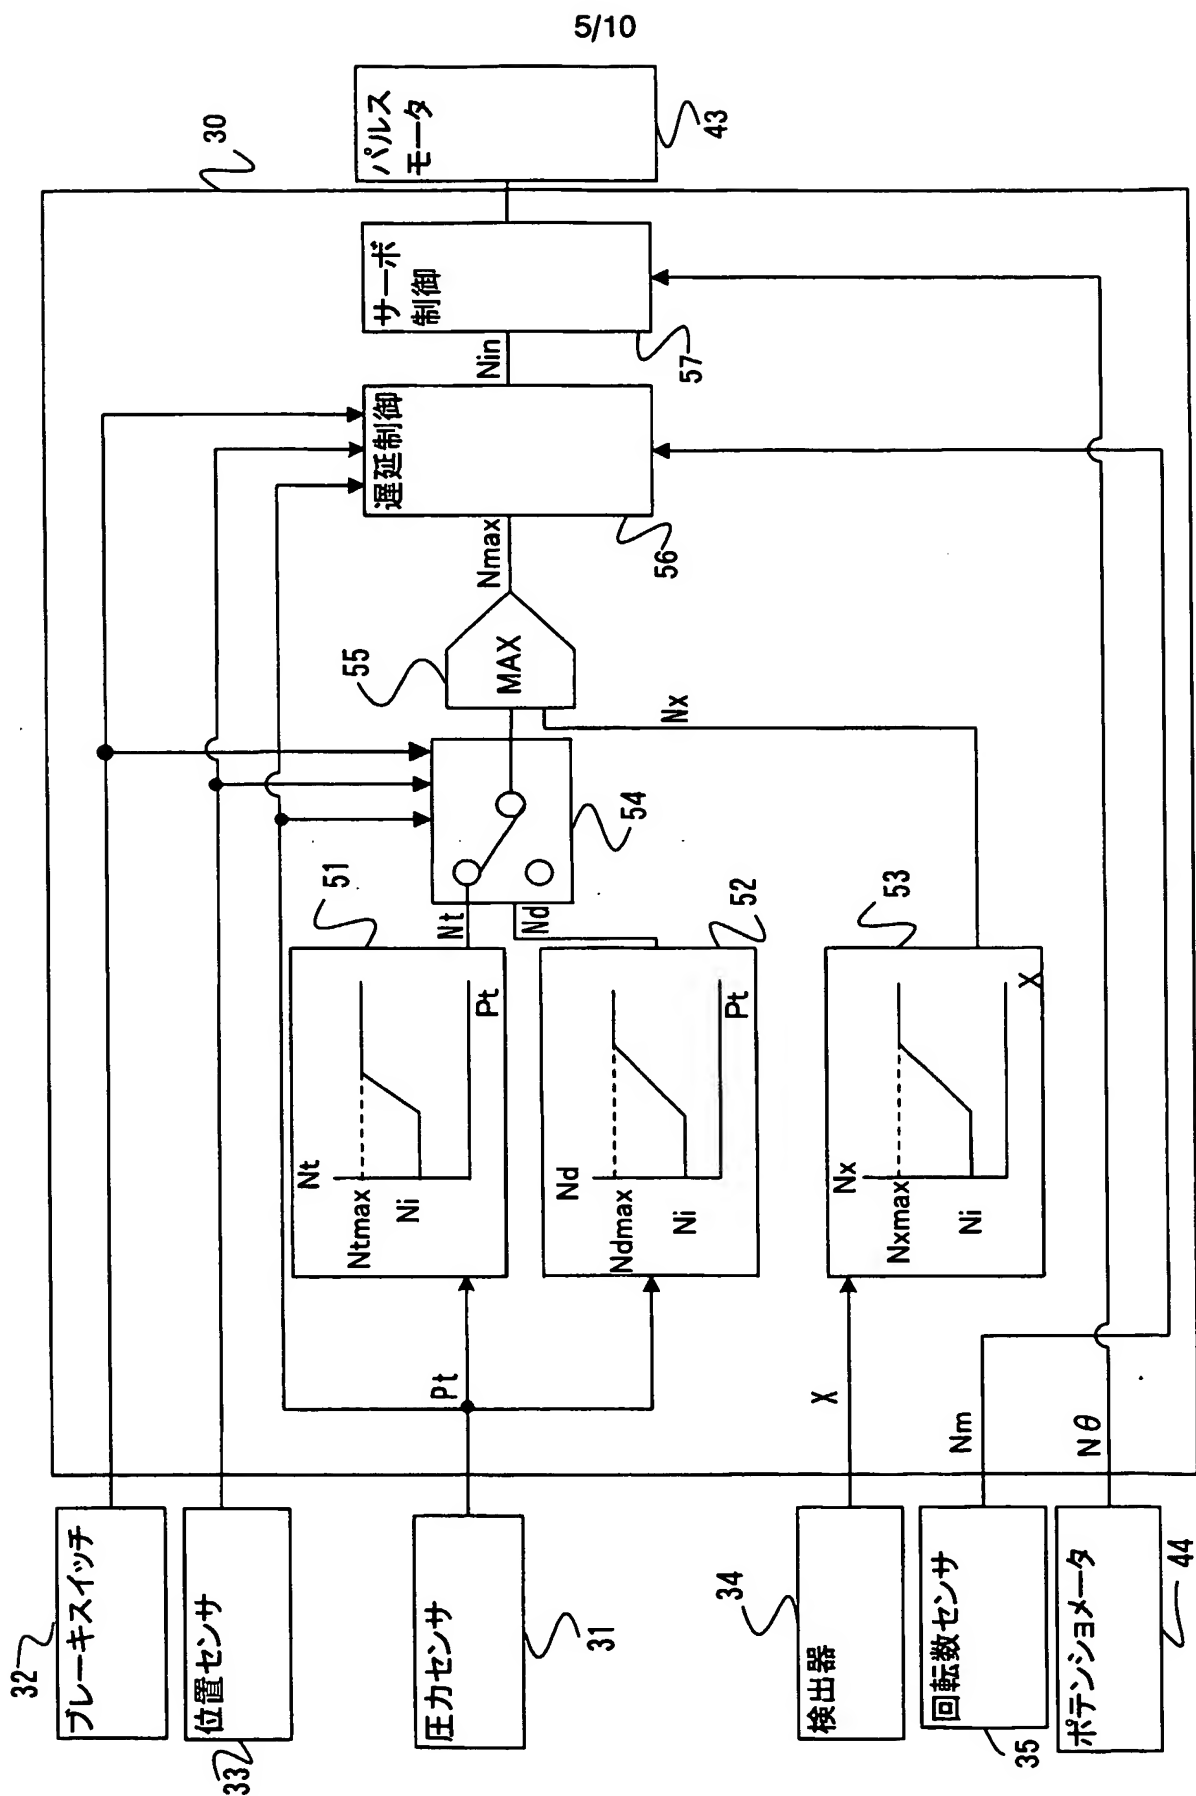 5/10
30
ブレーキスイッチ
32
位置センサ
33
圧力センサ
31
検出器
34
回転数センサ
35
ポテンショメータ
44
Pt
X
Nm
Nθ
51
Nt
Ntmax
Ni
Pt
52
Nd
Ndmax
Ni
Pt
53
Nx
Nxmax
Ni
X
Nt
Nd
54
55
MAX
Nx
Nmax
遅延制御
56
Nin
サーボ
制御
57
パルス
モータ
43